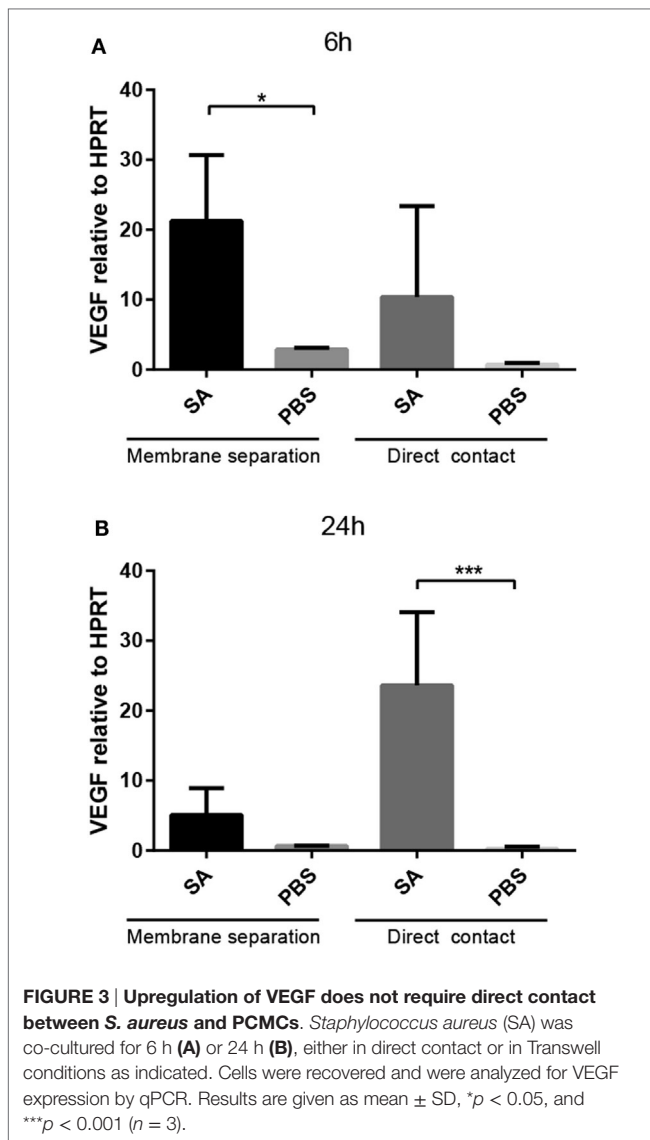 A
6h
*
40
30
20
10
0
VEGF relative to HPRT
SA
PBS
SA
PBS
Membrane separation
Direct contact
B
24h
***
40
30
20
10
0
VEGF relative to HPRT
SA
PBS
SA
PBS
Membrane separation
Direct contact
FIGURE 3 | Upregulation of VEGF does not require direct contact
between S. aureus and PCMCs. Staphylococcus aureus (SA) was
co-cultured for 6 h (A) or 24 h (B), either in direct contact or in Transwell
conditions as indicated. Cells were recovered and were analyzed for VEGF
expression by qPCR. Results are given as mean ± SD, *p < 0.05, and
***p < 0.001 (n = 3).